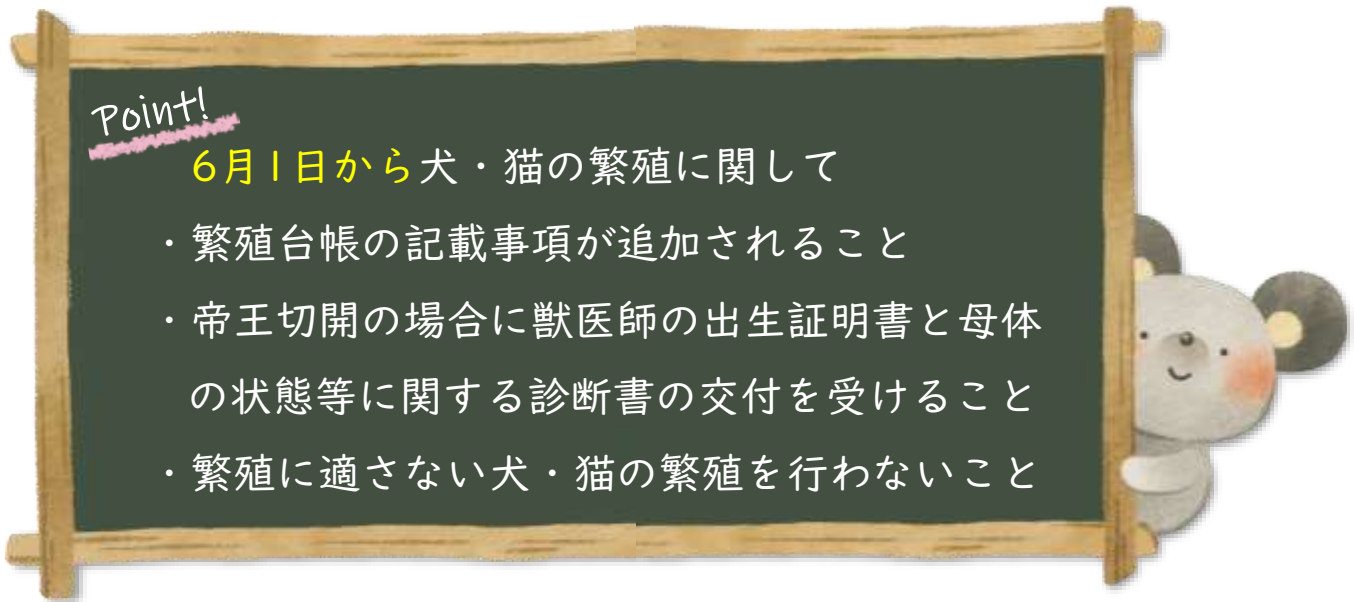 Point!
6月1日から犬・猫の繁殖に関して
・繁殖台帳の記載事項が追加されること
・帝王切開の場合に獣医師の出生証明書と母体
の状態等に関する診断書の交付を受けること
・繁殖に適さない犬・猫の繁殖を行わないこと